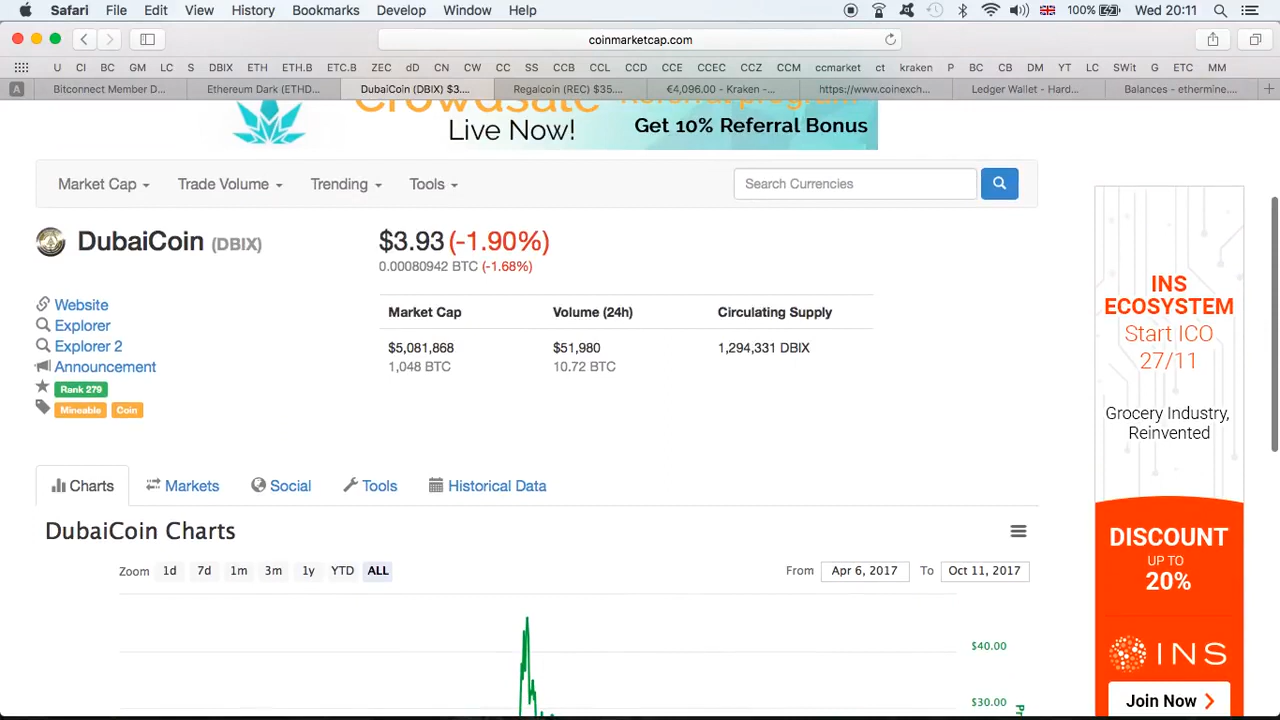 Safari File Edit View History Bookmarks Develop Window Help 100% Wed 20:11
coinmarketcap.com
U CI BC GM LC S DBIX ETH ETH.B ETC.B ZEC dD CN CW CC SS CCB CCL CCD CCE CCEC CCZ CCM ccmarket ct kraken P BC CB DM YT LC SWit G ETC MM
A Bitconnect Member D... Ethereum Dark (ETHD... DubaiCoin (DBIX) $3.... Regalcoin (REC) $35.... €4,096.00 - Kraken - ... https://www.coinexch... Ledger Wallet - Hard... Balances - ethermine....
Crowdsale Referral program
Live Now! Get 10% Referral Bonus
Market Cap Trade Volume Trending Tools Search Currencies
DubaiCoin (DBIX)
$3.93 (-1.90%)
0.00080942 BTC (-1.68%)
Website
Explorer
Explorer 2
Announcement
Rank 279
Mineable Coin
Market Cap Volume (24h) Circulating Supply
$5,081,868 $51,980 1,294,331 DBIX
1,048 BTC 10.72 BTC
Charts Markets Social Tools Historical Data
DubaiCoin Charts
Zoom 1d 7d 1m 3m 1y YTD ALL From Apr 6, 2017 To Oct 11, 2017
$40.00
$30.00
Pr
INS
ECOSYSTEM
Start ICO
27/11
Grocery Industry,
Reinvented
DISCOUNT
UP TO
20%
INS
Join Now